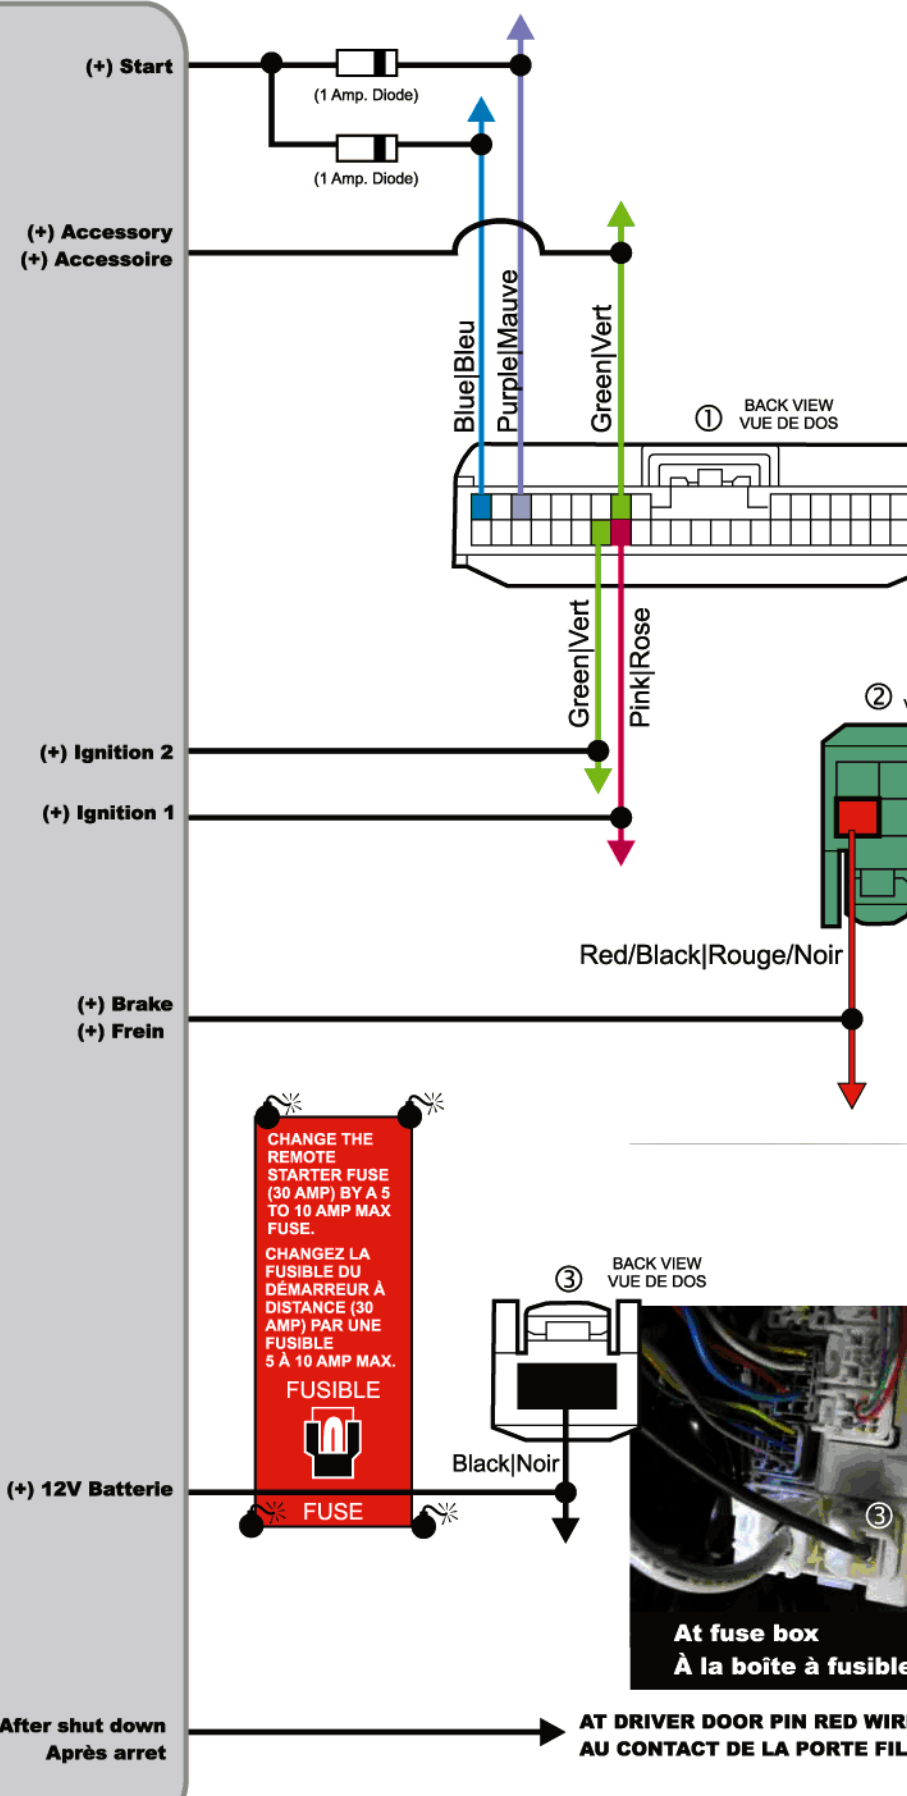 (+) Start
(1 Amp. Diode)
(1 Amp. Diode)
(+) Accessory
(+) Accessoire
Blue|Bleu
Purple|Mauve
Green|Vert
① BACK VIEW
VUE DE DOS
Green|Vert
Pink|Rose
②
(+) Ignition 2
(+) Ignition 1
Red/Black|Rouge/Noir
(+) Brake
(+) Frein
CHANGE THE
REMOTE
STARTER FUSE
(30 AMP) BY A 5
TO 10 AMP MAX
FUSE.
CHANGEZ LA
FUSIBLE DU
DÉMARREUR À
DISTANCE (30
AMP) PAR UNE
FUSIBLE
5 À 10 AMP MAX.
FUSIBLE
FUSE
③ BACK VIEW
VUE DE DOS
Black|Noir
(+) 12V Batterie
③
At fuse box
À la boîte à fusible
After shut down
Après arret
AT DRIVER DOOR PIN RED
AU CONTACT DE LA PORTE FIL